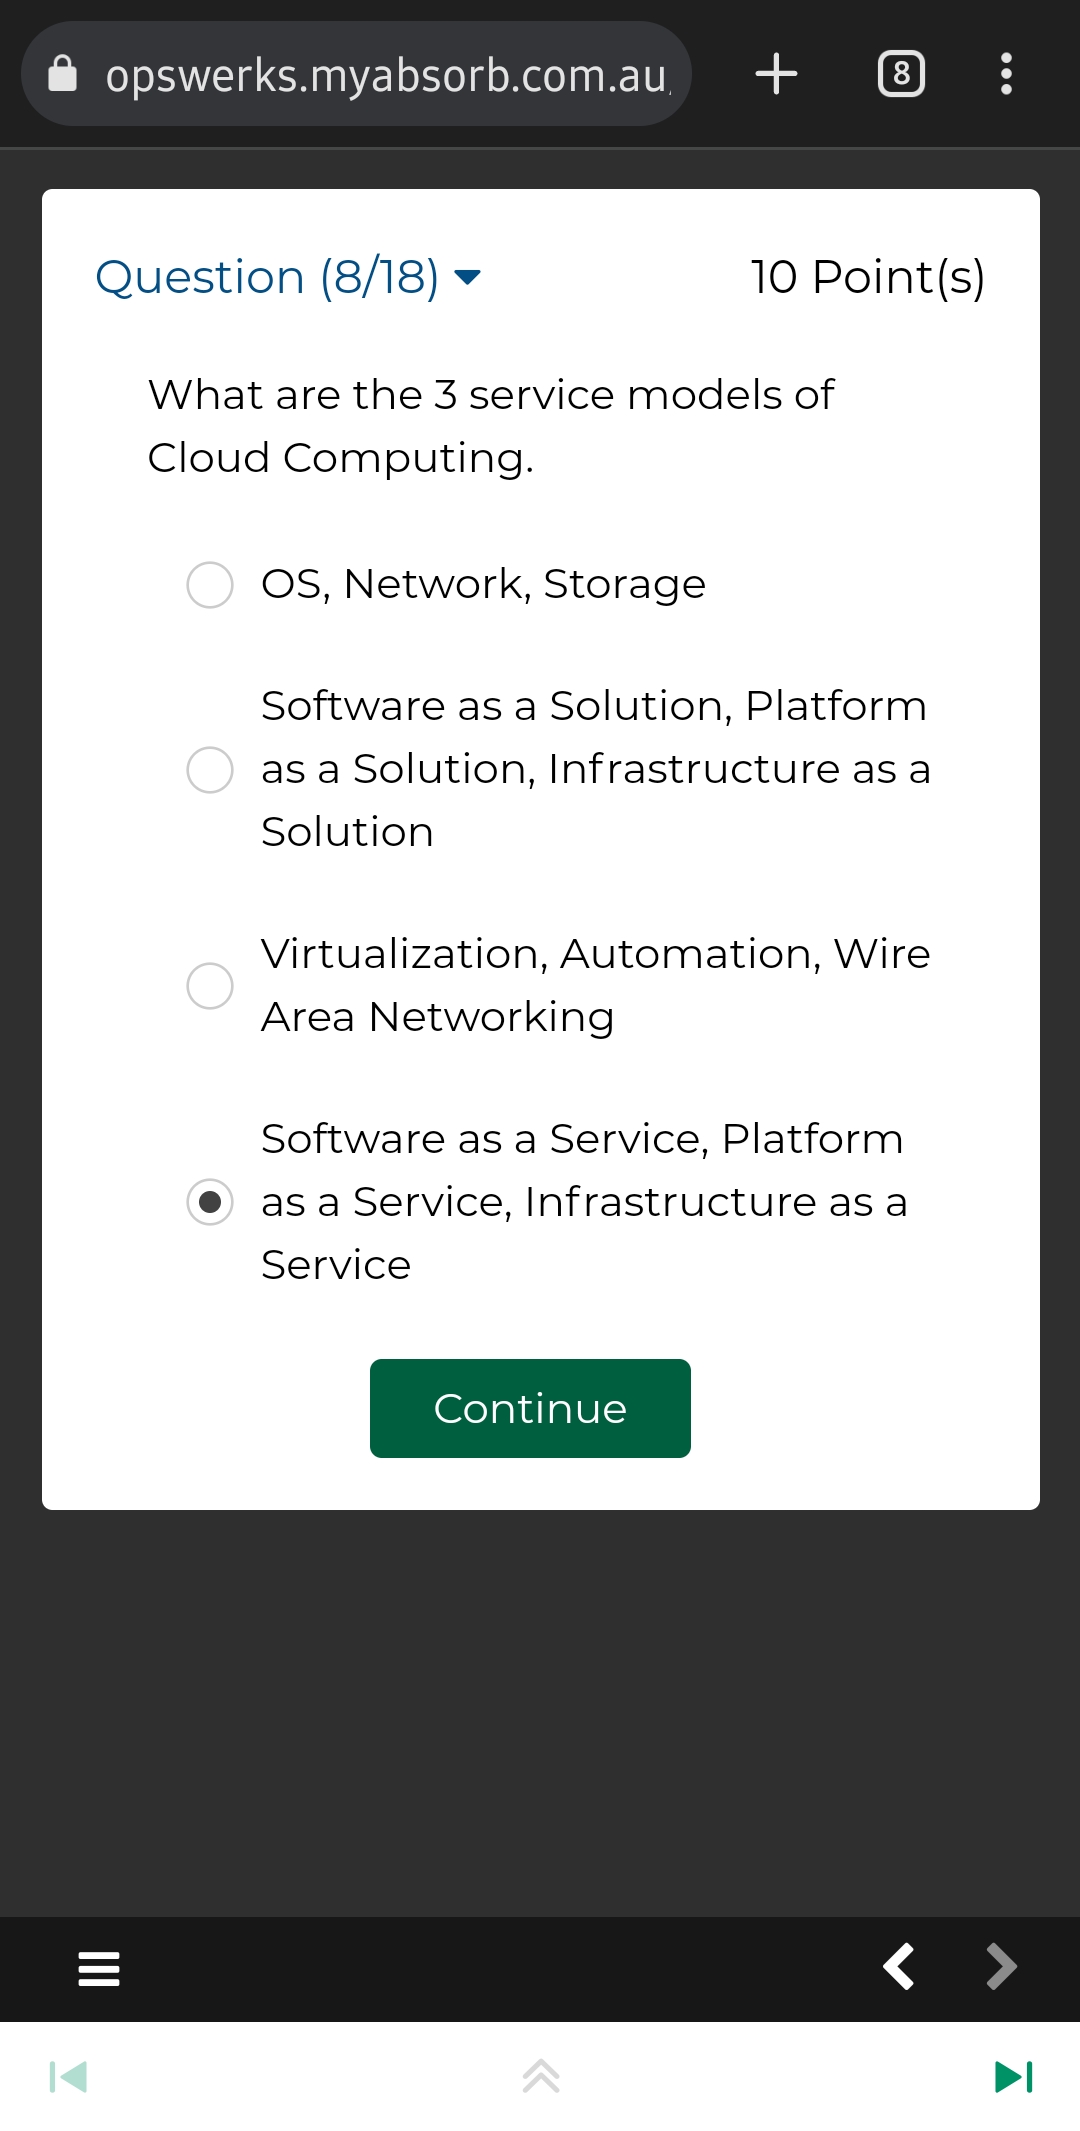 opswerks.myabsorb.com.au
8
Question (8/18)
10 Point(s)
What are the 3 service models of
Cloud Computing.
OS, Network, Storage
Software as a Solution, Platform
as a Solution, Infrastructure as a
Solution
Virtualization, Automation, Wire
Area Networking
Software as a Service, Platform
as a Service, Infrastructure as a
Service
Continue